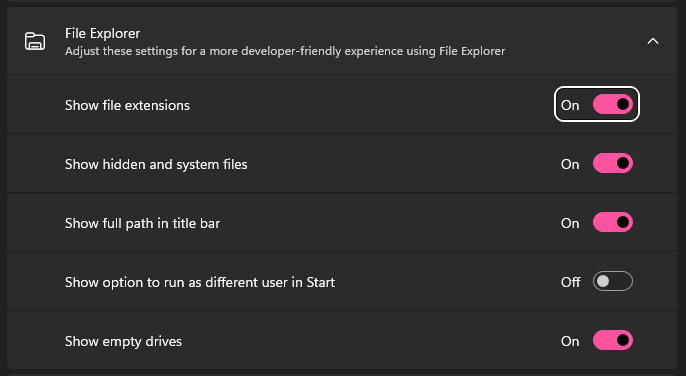 File Explorer
Adjust these settings for a more developer-friendly experience using File Explorer
Show file extensions On
Show hidden and system files On
Show full path in title bar On
Show option to run as different user in Start Off
Show empty drives On